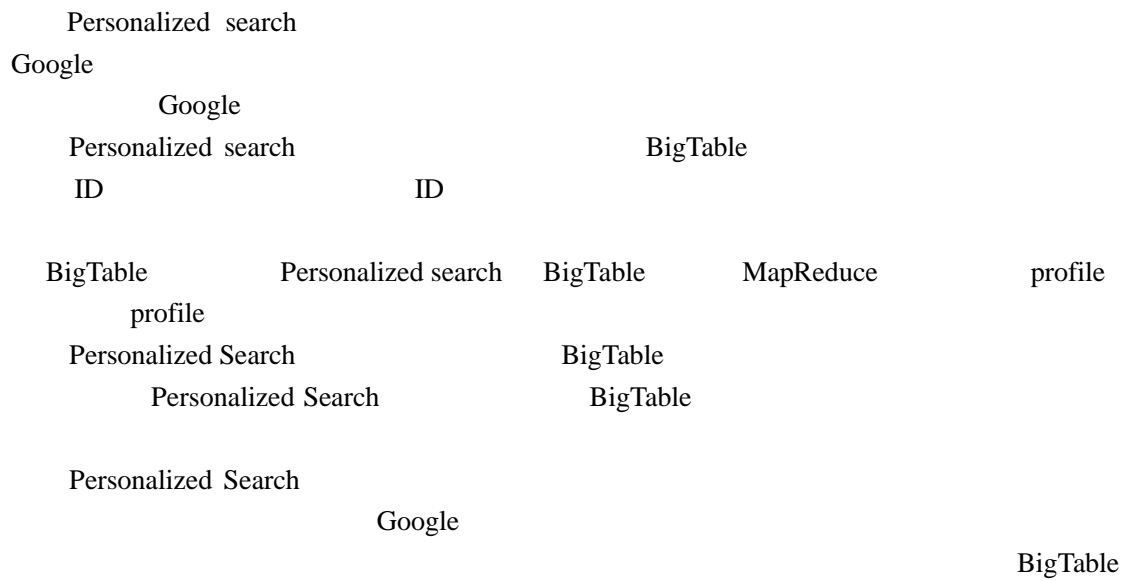 Personalized search
Google
Google
Personalized search BigTable
ID ID
BigTable Personalized search BigTable MapReduce profile
profile
Personalized Search BigTable
Personalized Search BigTable
Personalized Search
Google
BigTable